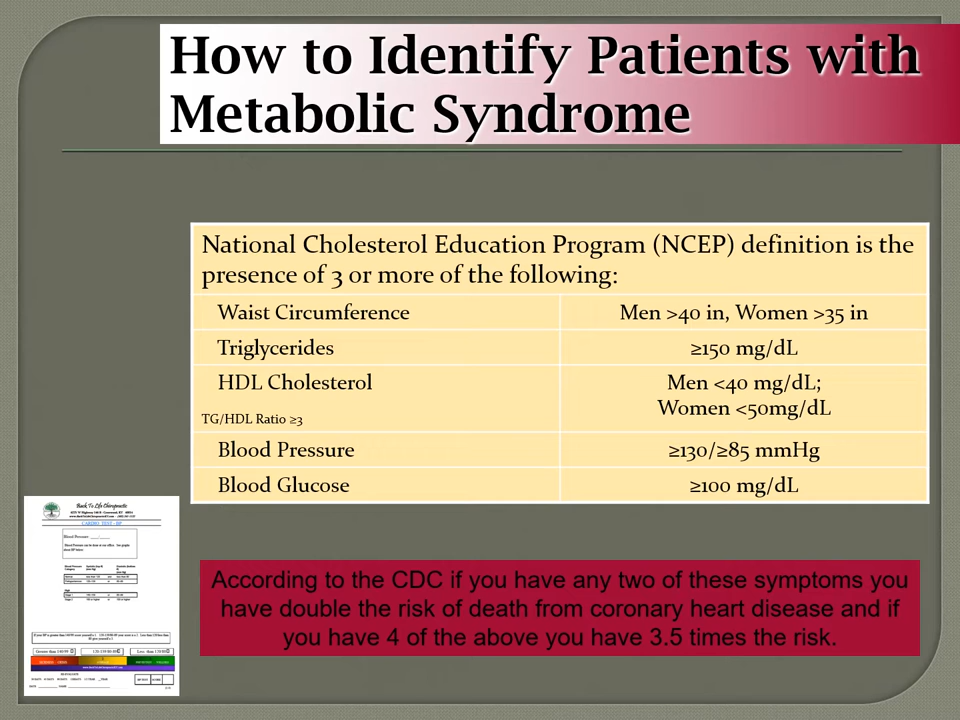 How to Identify Patients with
Metabolic Syndrome
National Cholesterol Education Program (NCEP) definition is the
presence of 3 or more of the following:
Waist Circumference Men >40 in, Women >35 in
Triglycerides ≥150 mg/dL
HDL Cholesterol Men <40 mg/dL;
Women <50mg/dL
TG/HDL Ratio ≥3
Blood Pressure ≥130/≥85 mmHg
Blood Glucose ≥100 mg/dL
Back To Life Chiropractic
CARDIO TEST - BP
Blood Pressure
According to the CDC if you have any two of these symptoms you
have double the risk of death from coronary heart disease and if
you have 4 of the above you have 3.5 times the risk.